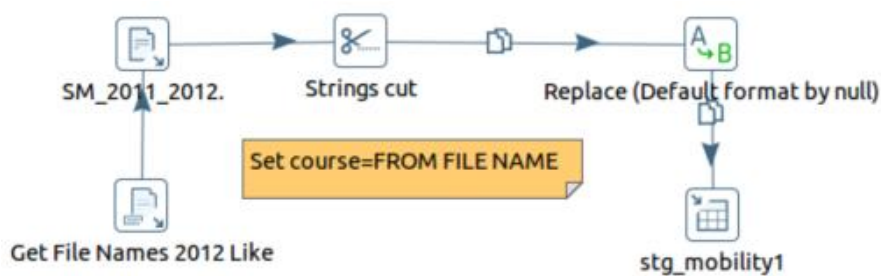 A
B
SM_2011_2012.
Strings cut
Replace (Default format by null)
Set course=FROM FILE NAME
Get File Names 2012 Like
stg_mobility1